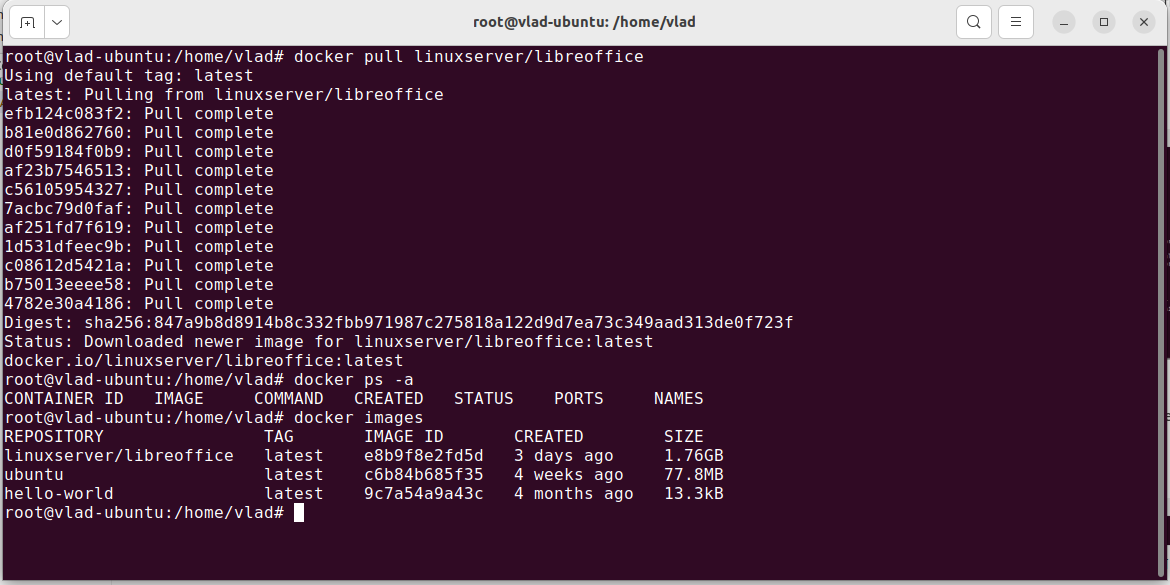 root@vlad-ubuntu: /home/vlad
root@vlad-ubuntu:/home/vlad# docker pull linuxserver/libreoffice
Using default tag: latest
latest: Pulling from linuxserver/libreoffice
efb124c083f2: Pull complete
b81e0d862760: Pull complete
d0f59184f0b9: Pull complete
af23b7546513: Pull complete
c56105954327: Pull complete
7acbc79d0faf: Pull complete
af251fd7f619: Pull complete
1d531dfeec9b: Pull complete
c08612d5421a: Pull complete
b75013eeee58: Pull complete
4782e30a4186: Pull complete
Digest: sha256:847a9b8d8914b8c332fbb971987c275818a122d9d7ea73c349aad313de0f723f
Status: Downloaded newer image for linuxserver/libreoffice:latest
docker.io/linuxserver/libreoffice:latest
root@vlad-ubuntu:/home/vlad# docker ps -a
CONTAINER ID   IMAGE     COMMAND   CREATED   STATUS    PORTS     NAMES
root@vlad-ubuntu:/home/vlad# docker images
REPOSITORY                TAG       IMAGE ID       CREATED        SIZE
linuxserver/libreoffice   latest    e8b9f8e2fd5d   3 days ago     1.76GB
ubuntu                    latest    c6b84b685f35   4 weeks ago    77.8MB
hello-world               latest    9c7a54a9a43c   4 months ago   13.3kB
root@vlad-ubuntu:/home/vlad#